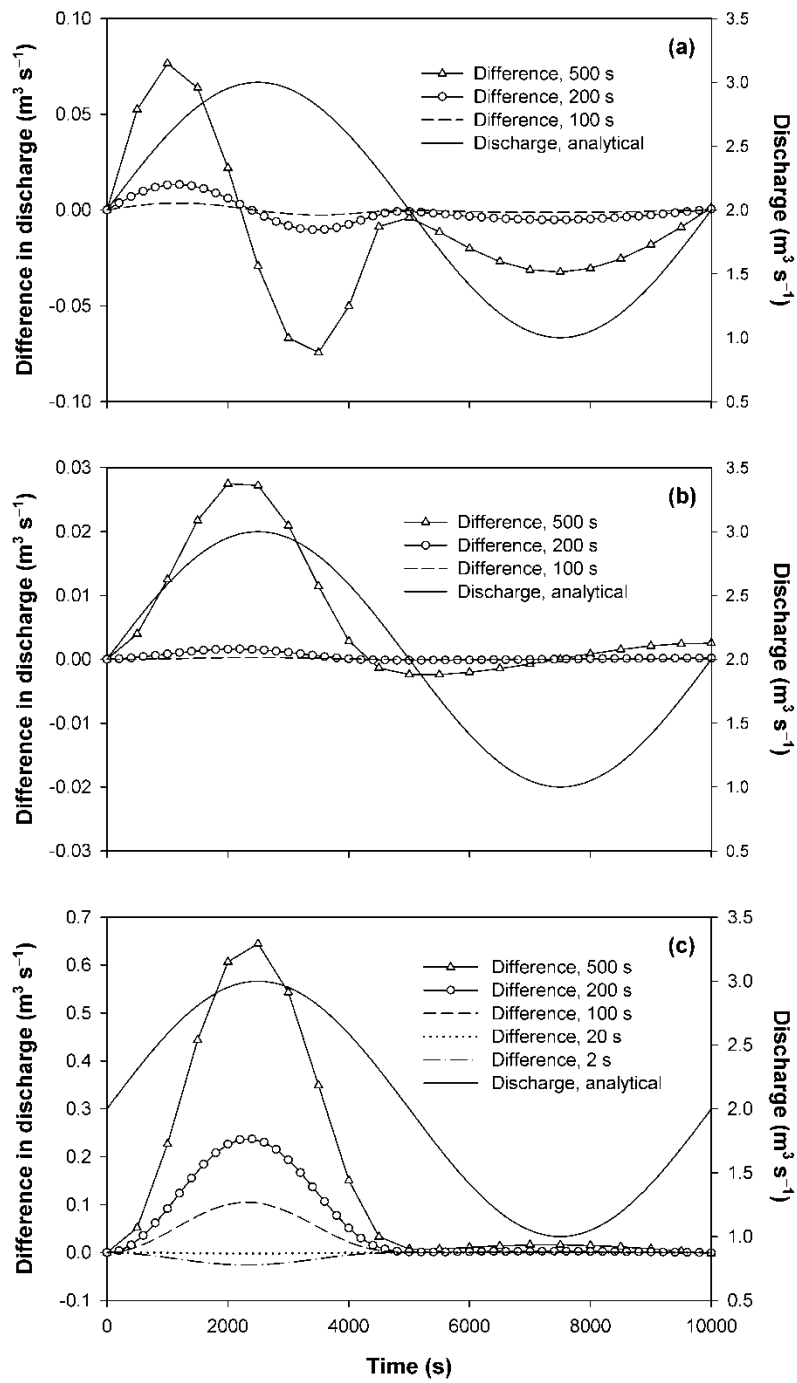 (a)
Difference in discharge (m³ s⁻¹)
0.10
0.05
0.00
-0.05
-0.10
Difference, 500 s
Difference, 200 s
Difference, 100 s
Discharge, analytical
3.5
3.0
2.5
2.0
1.5
1.0
0.5
Discharge (m³ s⁻¹)
(b)
Difference in discharge (m³ s⁻¹)
0.03
0.02
0.01
0.00
-0.01
-0.02
-0.03
Difference, 500 s
Difference, 200 s
Difference, 100 s
Discharge, analytical
3.5
3.0
2.5
2.0
1.5
1.0
0.5
Discharge (m³ s⁻¹)
(c)
Difference in discharge (m³ s⁻¹)
0.7
0.6
0.5
0.4
0.3
0.2
0.1
0.0
-0.1
Difference, 500 s
Difference, 200 s
Difference, 100 s
Difference, 20 s
Difference, 2 s
Discharge, analytical
3.5
3.0
2.5
2.0
1.5
1.0
0.5
Discharge (m³ s⁻¹)
0 2000 4000 6000 8000 10000
Time (s)